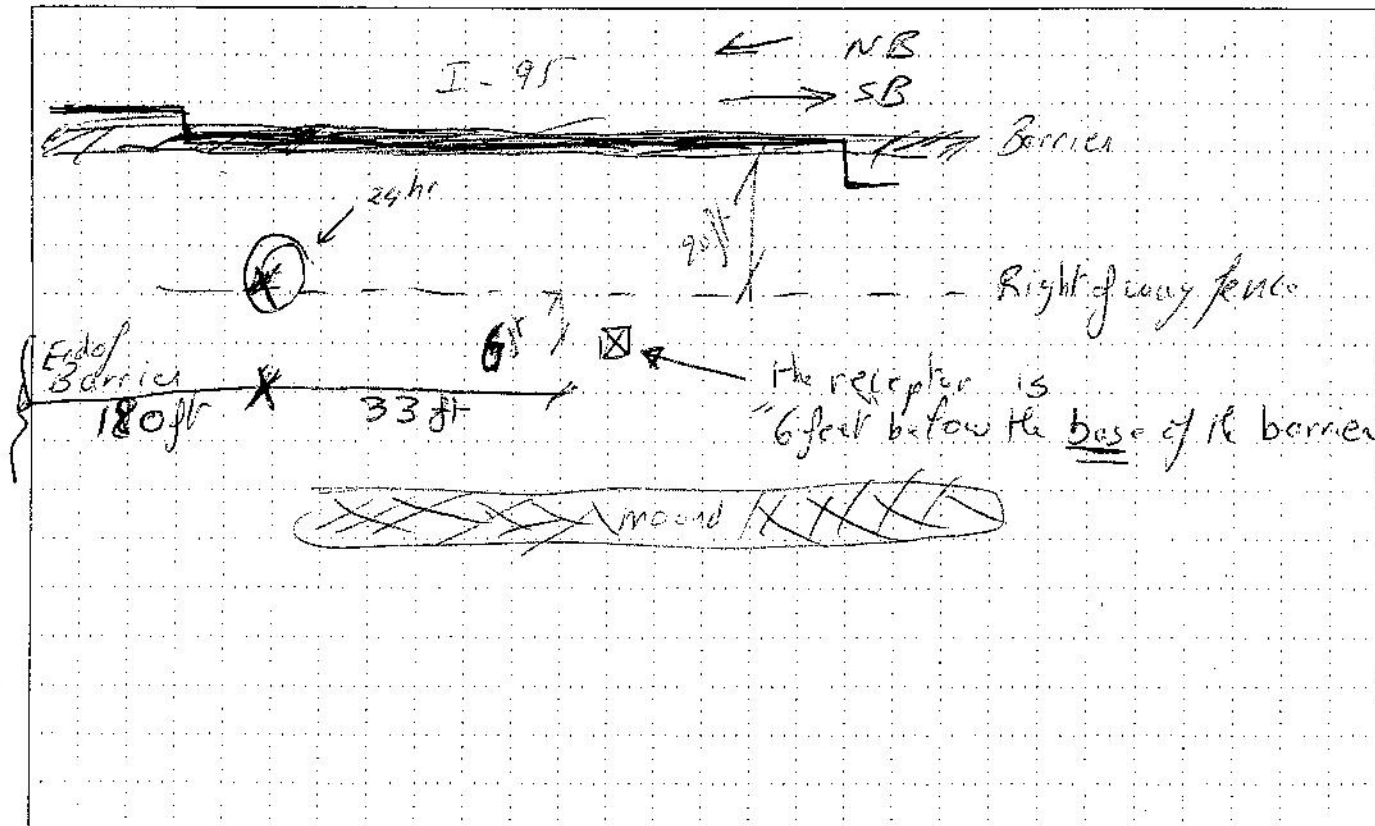 NB
I-95
SB
Barrier
24hr
90ft
Right of way fence
6ft
End of
Barrier
180ft
33ft
the receptor is
"6 feet below the base of the barrier
mound